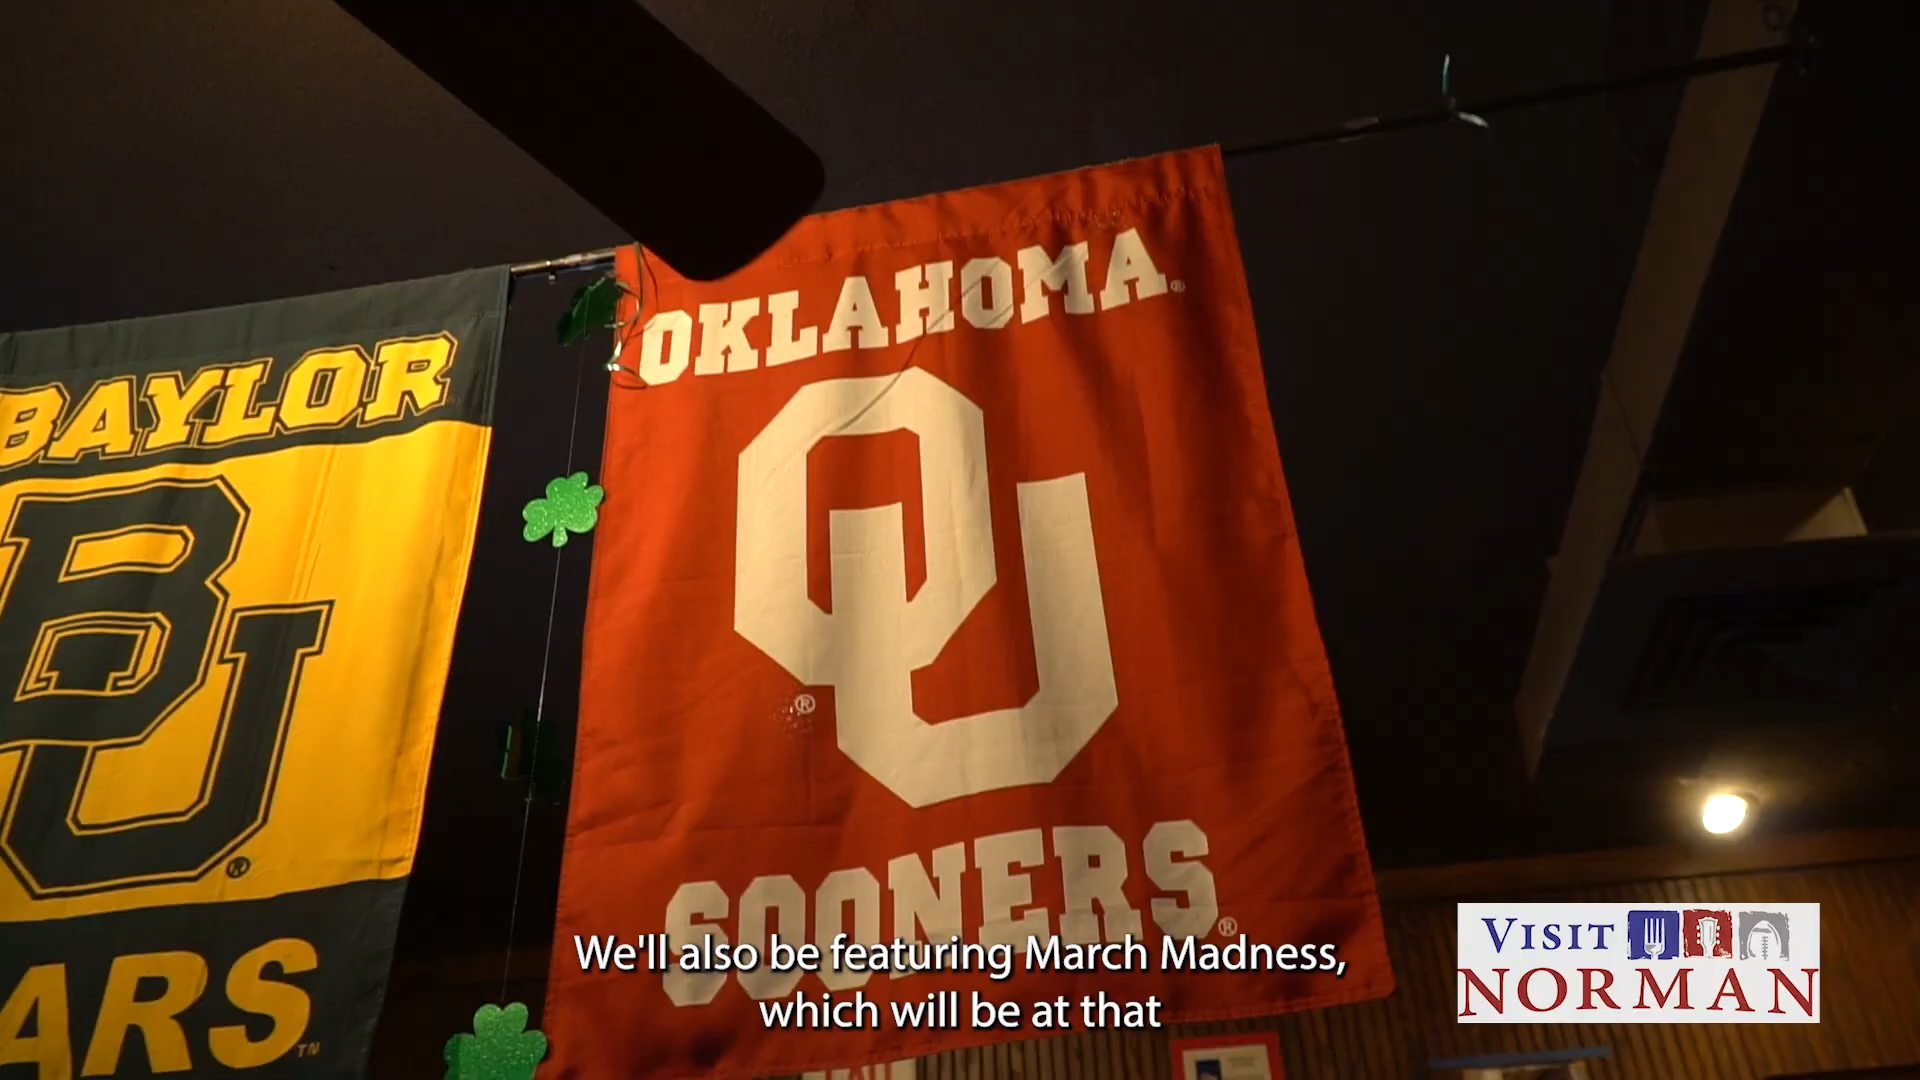 BAYLOR
BU
®
ARS
TM
OKLAHOMA®
OU
®
SOONERS®
We'll also be featuring March Madness,
which will be at that
VISIT
NORMAN